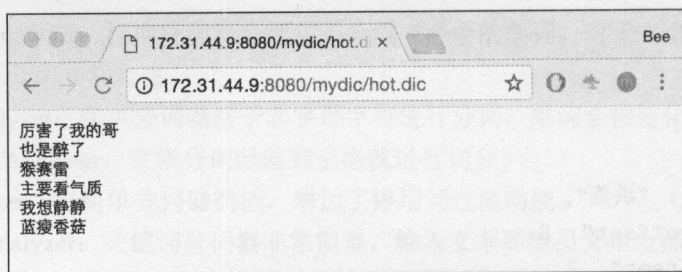 172.31.44.9:8080/mydic/hot.d
Bee
172.31.44.9:8080/mydic/hot.dic
厉害了我的哥
也是醉了
猴赛雷
主要看气质
我想静静
蓝瘦香菇